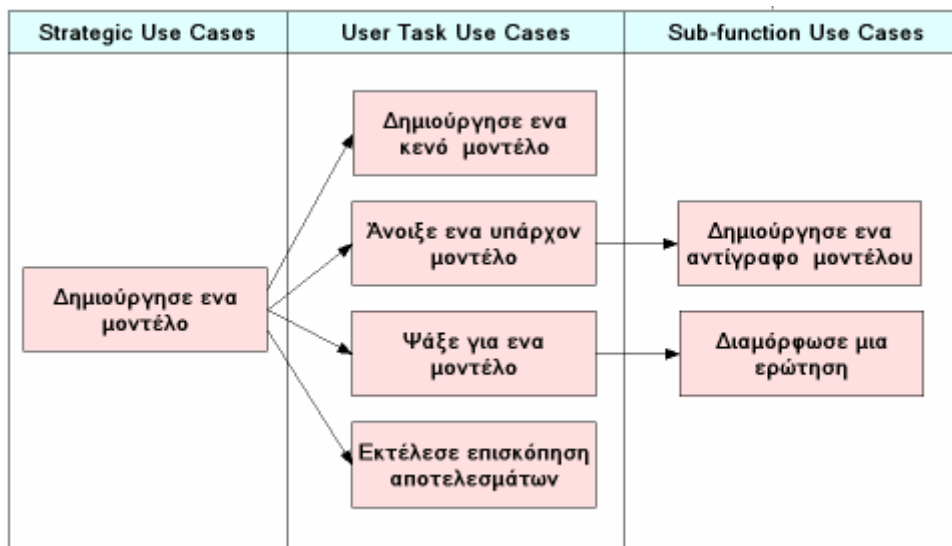 Strategic Use Cases
User Task Use Cases
Sub-function Use Cases
Δημιούργησε ενα
μοντέλο
Δημιούργησε ενα
κενό μοντέλο
Άνοιξε ενα υπάρχον
μοντέλο
Ψάξε για ενα
μοντέλο
Εκτέλεσε επισκόπηση
αποτελεσμάτων
Δημιούργησε ενα
αντίγραφο μοντέλου
Διαμόρφωσε μια
ερώτηση